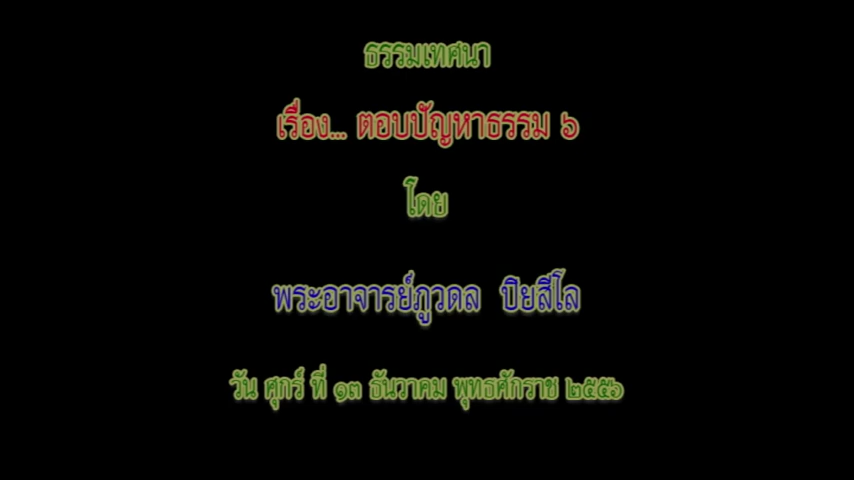 ธรรมเทศนา
เรื่อง... ตอบปัญหาธรรม ๖
โดย
พระอาจารย์ภูวดล ปิยสีโล
วัน ศุกร์ ที่ ๑๓ ธันวาคม พุทธศักราช ๒๕๕๖